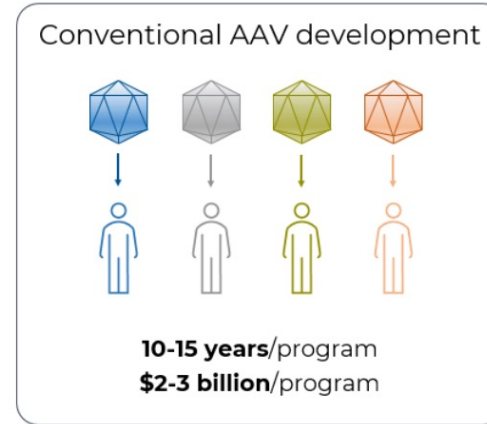 Conventional AAV development
10-15 years/program
$2-3 billion/program